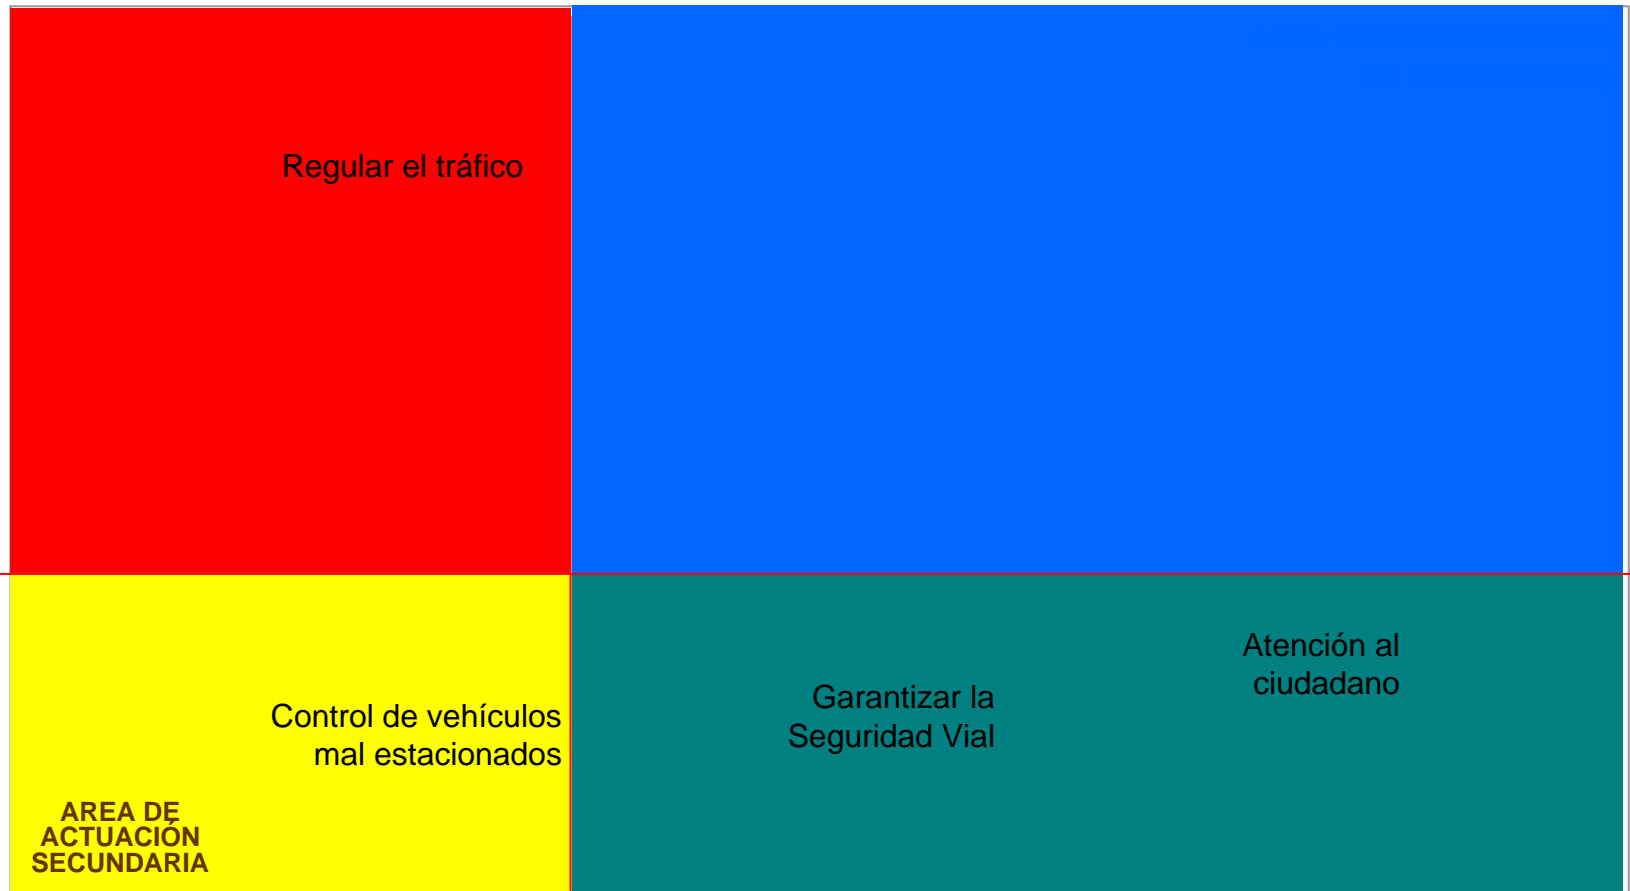 Regular el tráfico
Atención al
ciudadano
Garantizar la
Seguridad Vial
Control de vehículos
mal estacionados
AREA DE
ACTUACIÓN
SECUNDARIA